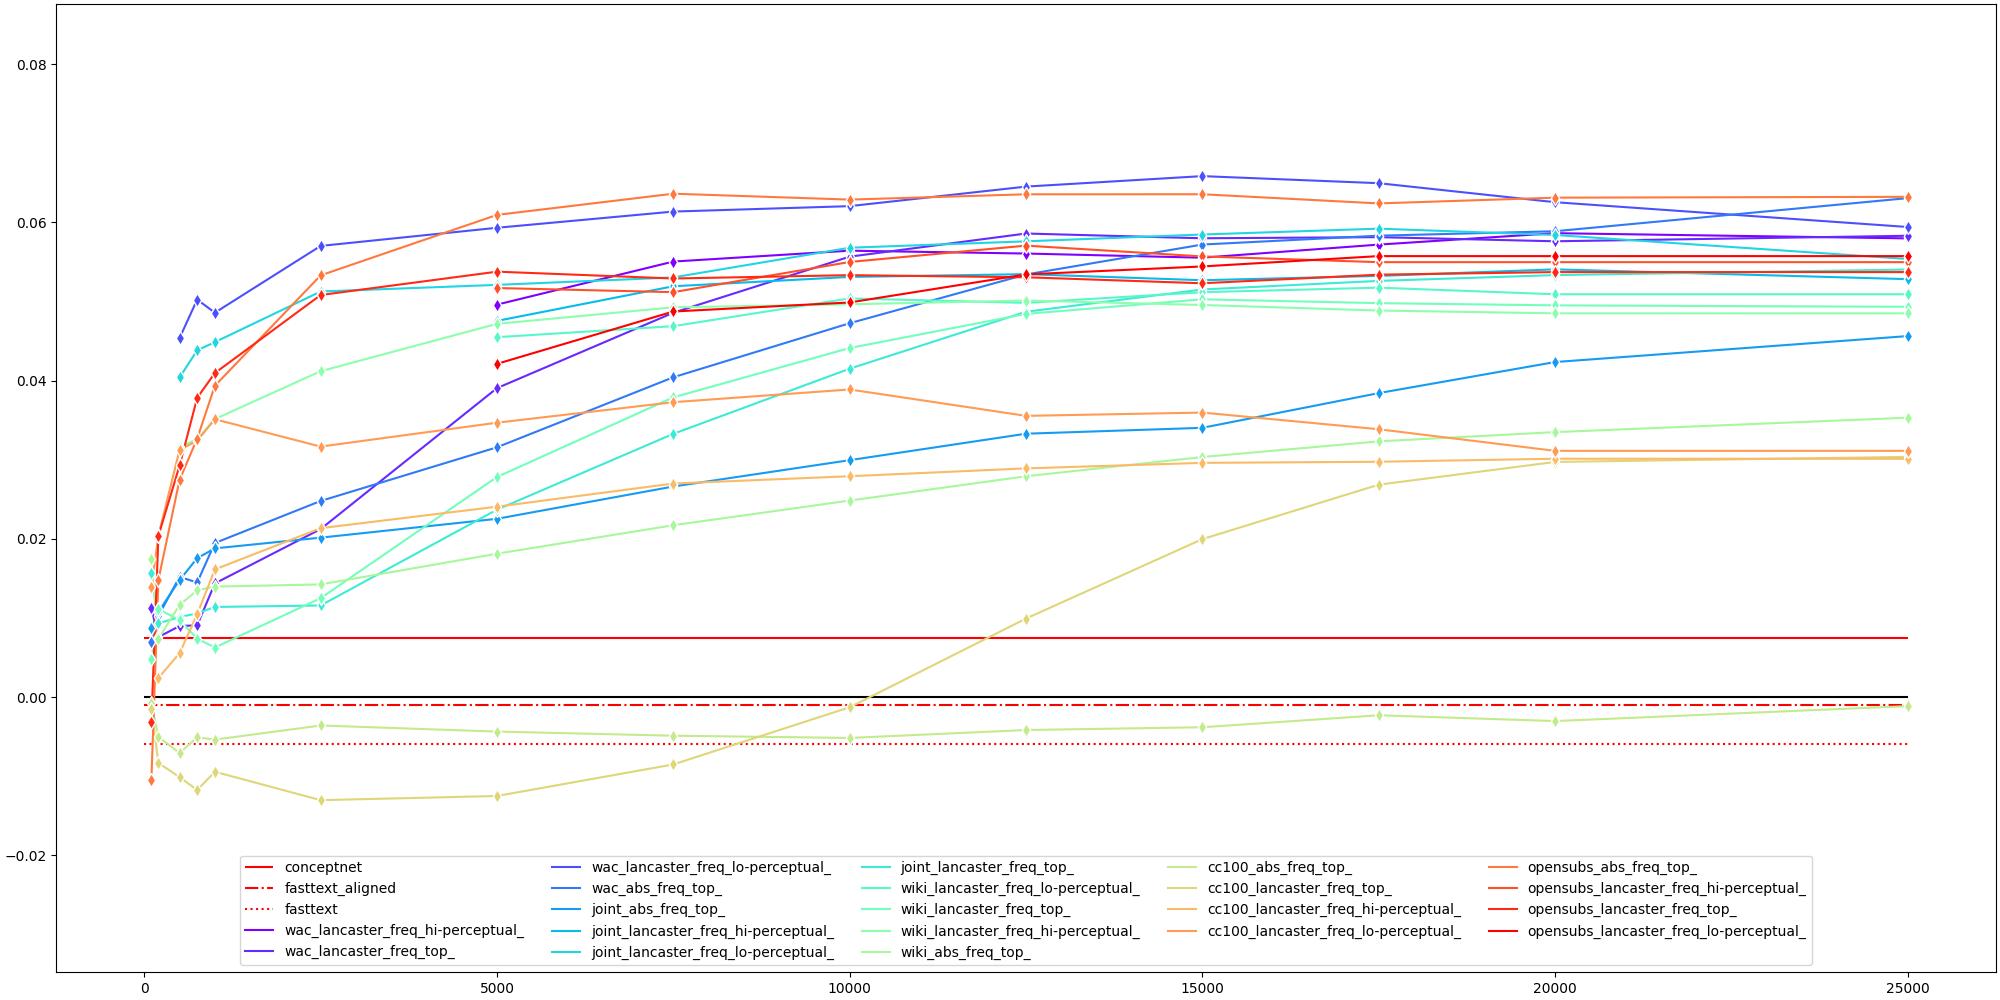 0.08
0.06
0.04
0.02
0.00
−0.02
conceptnet
fasttext_aligned
fasttext
wac_lancaster_freq_hi-perceptual_
wac_lancaster_freq_top_
wac_lancaster_freq_lo-perceptual_
wac_abs_freq_top_
joint_abs_freq_top_
joint_lancaster_freq_hi-perceptual_
joint_lancaster_freq_lo-perceptual_
joint_lancaster_freq_top_
wiki_lancaster_freq_lo-perceptual_
wiki_lancaster_freq_top_
wiki_lancaster_freq_hi-perceptual_
wiki_abs_freq_top_
cc100_abs_freq_top_
cc100_lancaster_freq_top_
cc100_lancaster_freq_hi-perceptual_
cc100_lancaster_freq_lo-perceptual_
opensubs_abs_freq_top_
opensubs_lancaster_freq_hi-perceptual_
opensubs_lancaster_freq_top_
opensubs_lancaster_freq_lo-perceptual_
0 5000 10000 15000 20000 25000